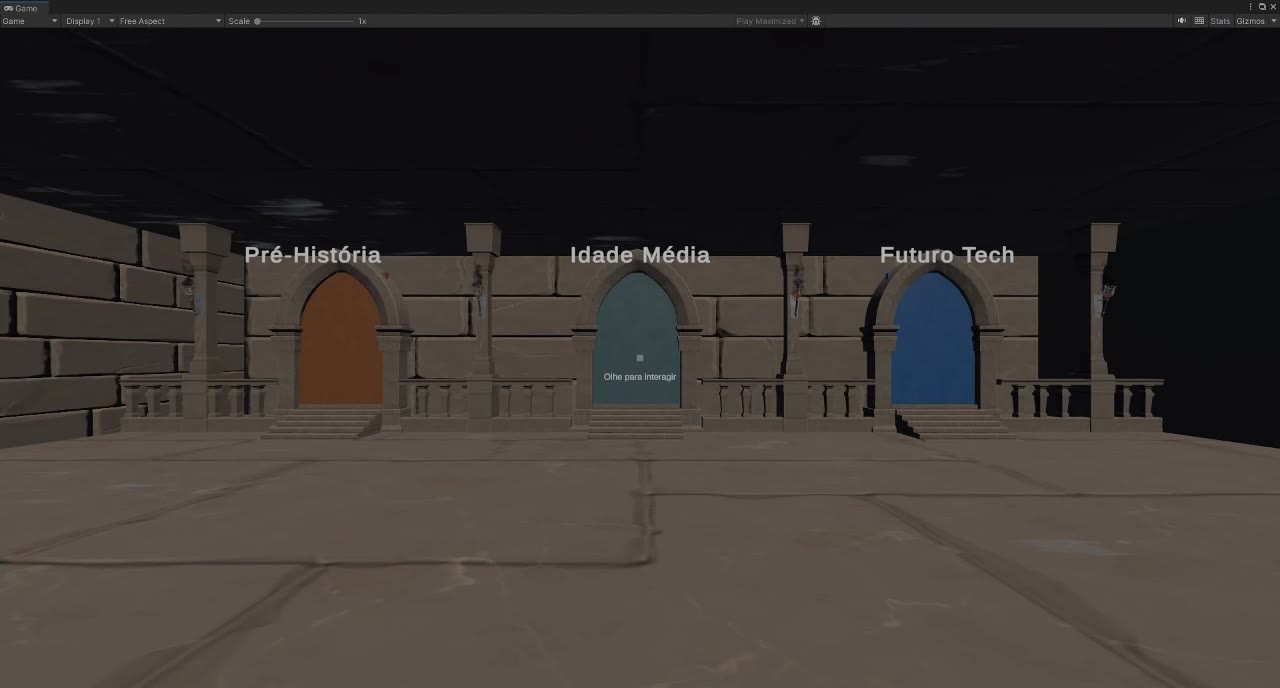 Game
Game Display 1 Free Aspect Scale 1x Play Maximized Stats Gizmos
Pré-História Idade Média Futuro Tech
Olhe para interagir